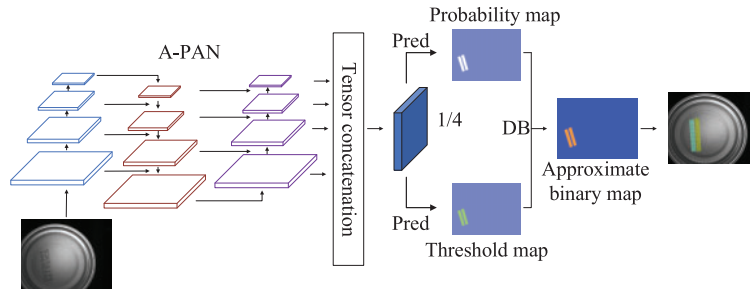 Probability map
A-PAN
Pred
Tensor concatenation
1/4
DB
Approximate
binary map
Pred
Threshold map